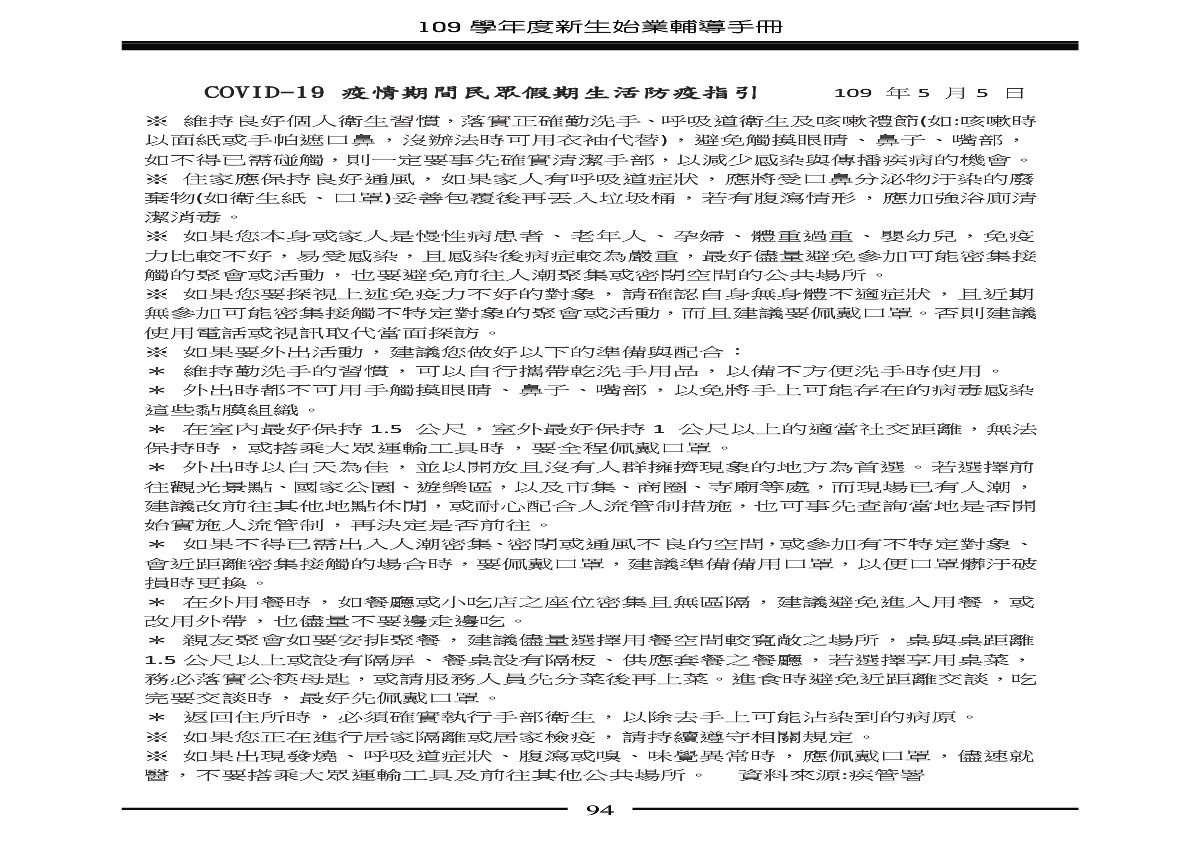 109 學年度新生始業輔導手冊
COVID-19 疫情期間民眾假期生活防疫指引 109 年 5 月 5 日
※ 維持良好個人衛生習慣，落實正確勤洗手、呼吸道衛生及咳嗽禮節(如:咳嗽時
以面紙或手帕遮口鼻，沒辦法時可用衣袖代替)，避免觸摸眼睛、鼻子、嘴部，
如不得已需碰觸，則一定要事先確實清潔手部，以減少感染與傳播疾病的機會。
※ 住家應保持良好通風，如果家人有呼吸道症狀，應將受口鼻分泌物汙染的廢
棄物(如衛生紙、口罩)妥善包覆後再丟入垃圾桶，若有腹瀉情形，應加強浴廁清
潔消毒。
※ 如果您本身或家人是慢性病患者、老年人、孕婦、體重過重、嬰幼兒，免疫
力比較不好，易受感染，且感染後病症較為嚴重，最好儘量避免參加可能密集接
觸的聚會或活動，也要避免前往人潮聚集或密閉空間的公共場所。
※ 如果您要探視上述免疫力不好的對象，請確認自身無身體不適症狀，且近期
無參加可能密集接觸不特定對象的聚會或活動，而且建議要佩戴口罩。否則建議
使用電話或視訊取代當面探訪。
※ 如果要外出活動，建議您做好以下的準備與配合：
＊ 維持勤洗手的習慣，可以自行攜帶乾洗手用品，以備不方便洗手時使用。
＊ 外出時都不可用手觸摸眼睛、鼻子、嘴部，以免將手上可能存在的病毒感染
這些黏膜組織。
＊ 在室內最好保持 1.5 公尺，室外最好保持 1 公尺以上的適當社交距離，無法
保持時，或搭乘大眾運輸工具時，要全程佩戴口罩。
＊ 外出時以白天為佳，並以開放且沒有人群擁擠現象的地方為首選。若選擇前
往觀光景點、國家公園、遊樂區，以及市集、商圈、寺廟等處，而現場已有人潮，
建議改前往其他地點休閒，或耐心配合人流管制措施，也可事先查詢當地是否開
始實施人流管制，再決定是否前往。
＊ 如果不得已需出入人潮密集、密閉或通風不良的空間，或參加有不特定對象、
會近距離密集接觸的場合時，要佩戴口罩，建議準備備用口罩，以便口罩髒汙破
損時更換。
＊ 在外用餐時，如餐廳或小吃店之座位密集且無區隔，建議避免進入用餐，或
改用外帶，也儘量不要邊走邊吃。
＊ 親友聚會如要安排聚餐，建議儘量選擇用餐空間較寬敞之場所，桌與桌距離
1.5 公尺以上或設有隔屏、餐桌設有隔板、供應套餐之餐廳，若選擇享用桌菜，
務必落實公筷母匙，或請服務人員先分菜後再上菜。進食時避免近距離交談，吃
完要交談時，最好先佩戴口罩。
＊ 返回住所時，必須確實執行手部衛生，以除去手上可能沾染到的病原。
※ 如果您正在進行居家隔離或居家檢疫，請持續遵守相關規定。
※ 如果出現發燒、呼吸道症狀、腹瀉或嗅、味覺異常時，應佩戴口罩，儘速就
醫，不要搭乘大眾運輸工具及前往其他公共場所。 資料來源:疾管署
94